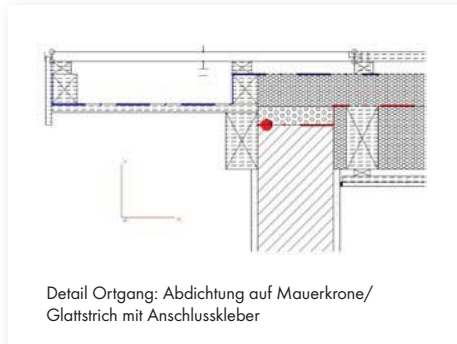 Detail Ortgang: Abdichtung auf Mauerkrone/
Glattstrich mit Anschlusskleber